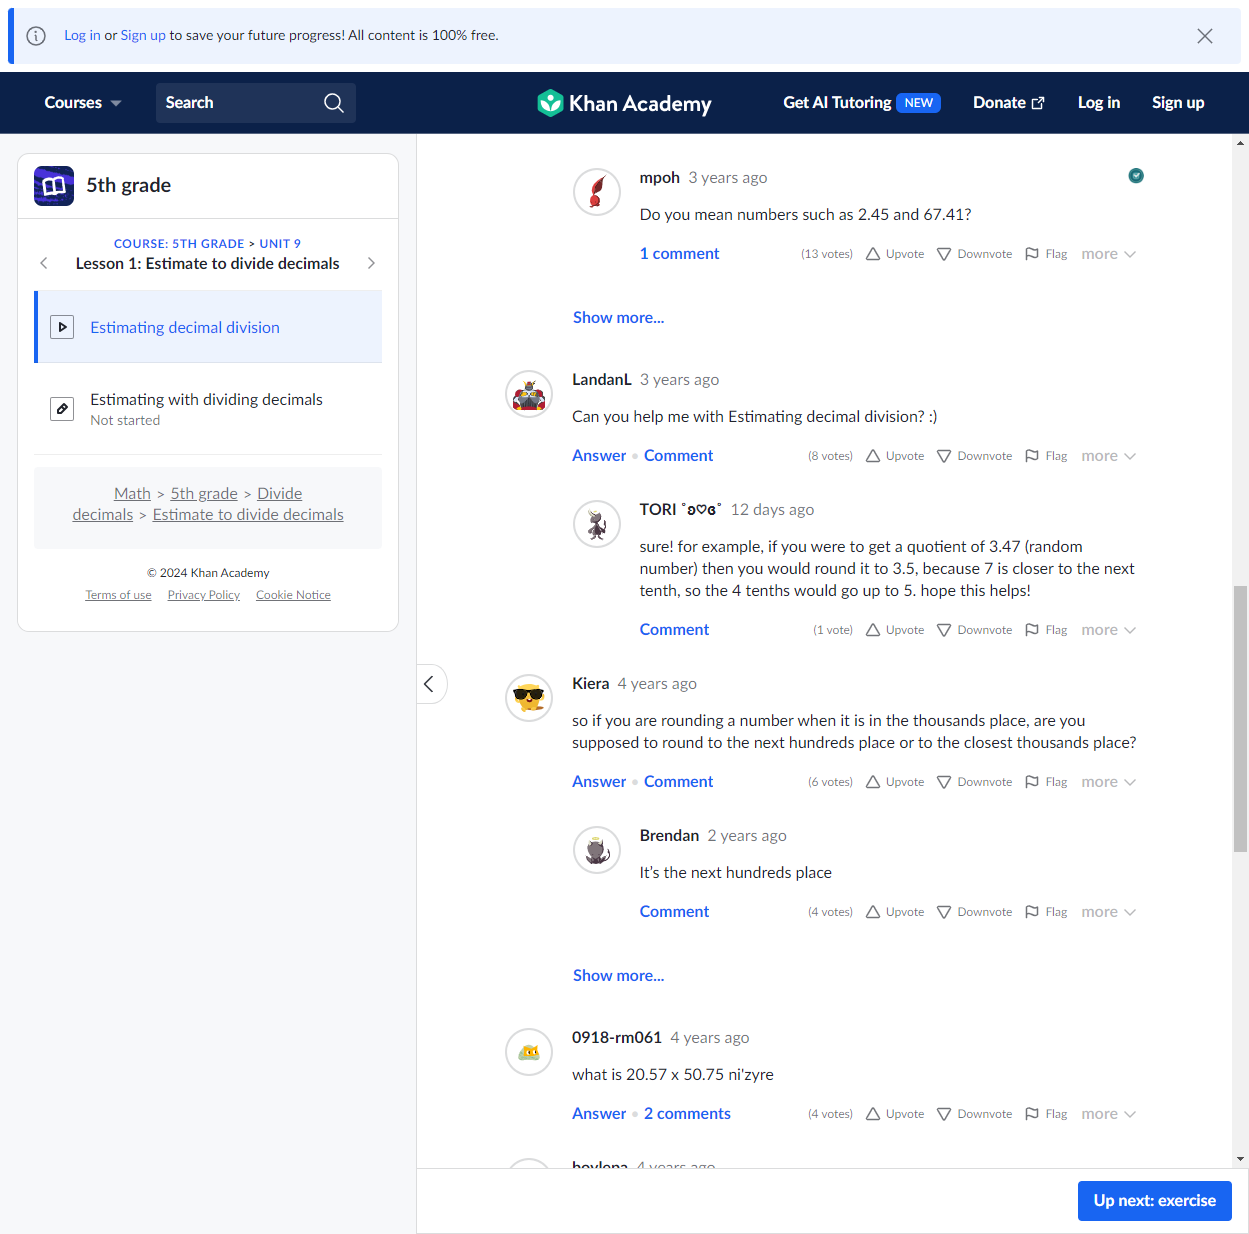 Log in or Sign up to save your future progress! All content is 100% free.
Courses
Search
Khan Academy
Get AI Tutoring NEW
Donate
Log in
Sign up
5th grade
COURSE: 5TH GRADE > UNIT 9
Lesson 1: Estimate to divide decimals
Estimating decimal division
Estimating with dividing decimals
Not started
Math > 5th grade > Divide
decimals > Estimate to divide decimals
© 2024 Khan Academy
Terms of use Privacy Policy Cookie Notice
mpoh 3 years ago
Do you mean numbers such as 2.45 and 67.41?
1 comment (13 votes) Upvote Downvote Flag more
Show more...
LandanL 3 years ago
Can you help me with Estimating decimal division? :)
Answer • Comment (8 votes) Upvote Downvote Flag more
TORI ˚ʚ♡ɞ˚ 12 days ago
sure! for example, if you were to get a quotient of 3.47 (random
number) then you would round it to 3.5, because 7 is closer to the next
tenth, so the 4 tenths would go up to 5. hope this helps!
Comment (1 vote) Upvote Downvote Flag more
Kiera 4 years ago
so if you are rounding a number when it is in the thousands place, are you
supposed to round to the next hundreds place or to the closest thousands place?
Answer • Comment (6 votes) Upvote Downvote Flag more
Brendan 2 years ago
It’s the next hundreds place
Comment (4 votes) Upvote Downvote Flag more
Show more...
0918-rm061 4 years ago
what is 20.57 x 50.75 ni'zyre
Answer • 2 comments (4 votes) Upvote Downvote Flag more
4 years ago
Up next: exercise